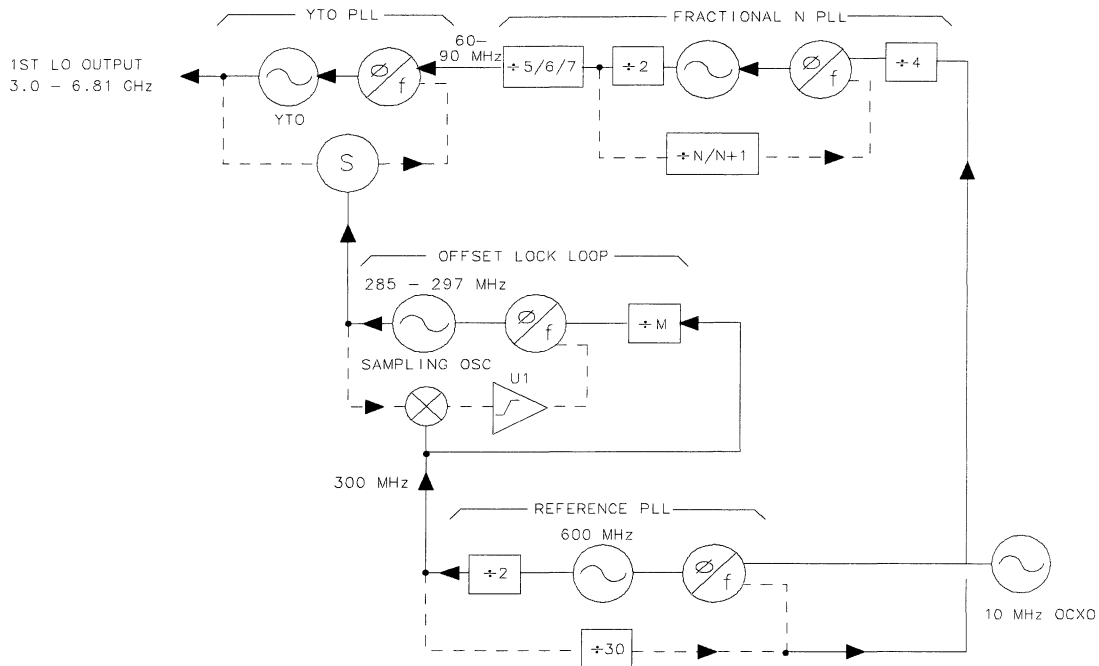 YTO PLL
FRACTIONAL N PLL
1ST LO OUTPUT
3.0 – 6.81 GHz
60–
90 MHz
Ø
f
÷5/6/7
÷2
Ø
f
÷4
YTO
S
÷N/N+1
OFFSET LOCK LOOP
285 – 297 MHz
Ø
f
÷M
SAMPLING OSC
U1
300 MHz
REFERENCE PLL
600 MHz
÷2
Ø
f
10 MHz OCXO
÷30